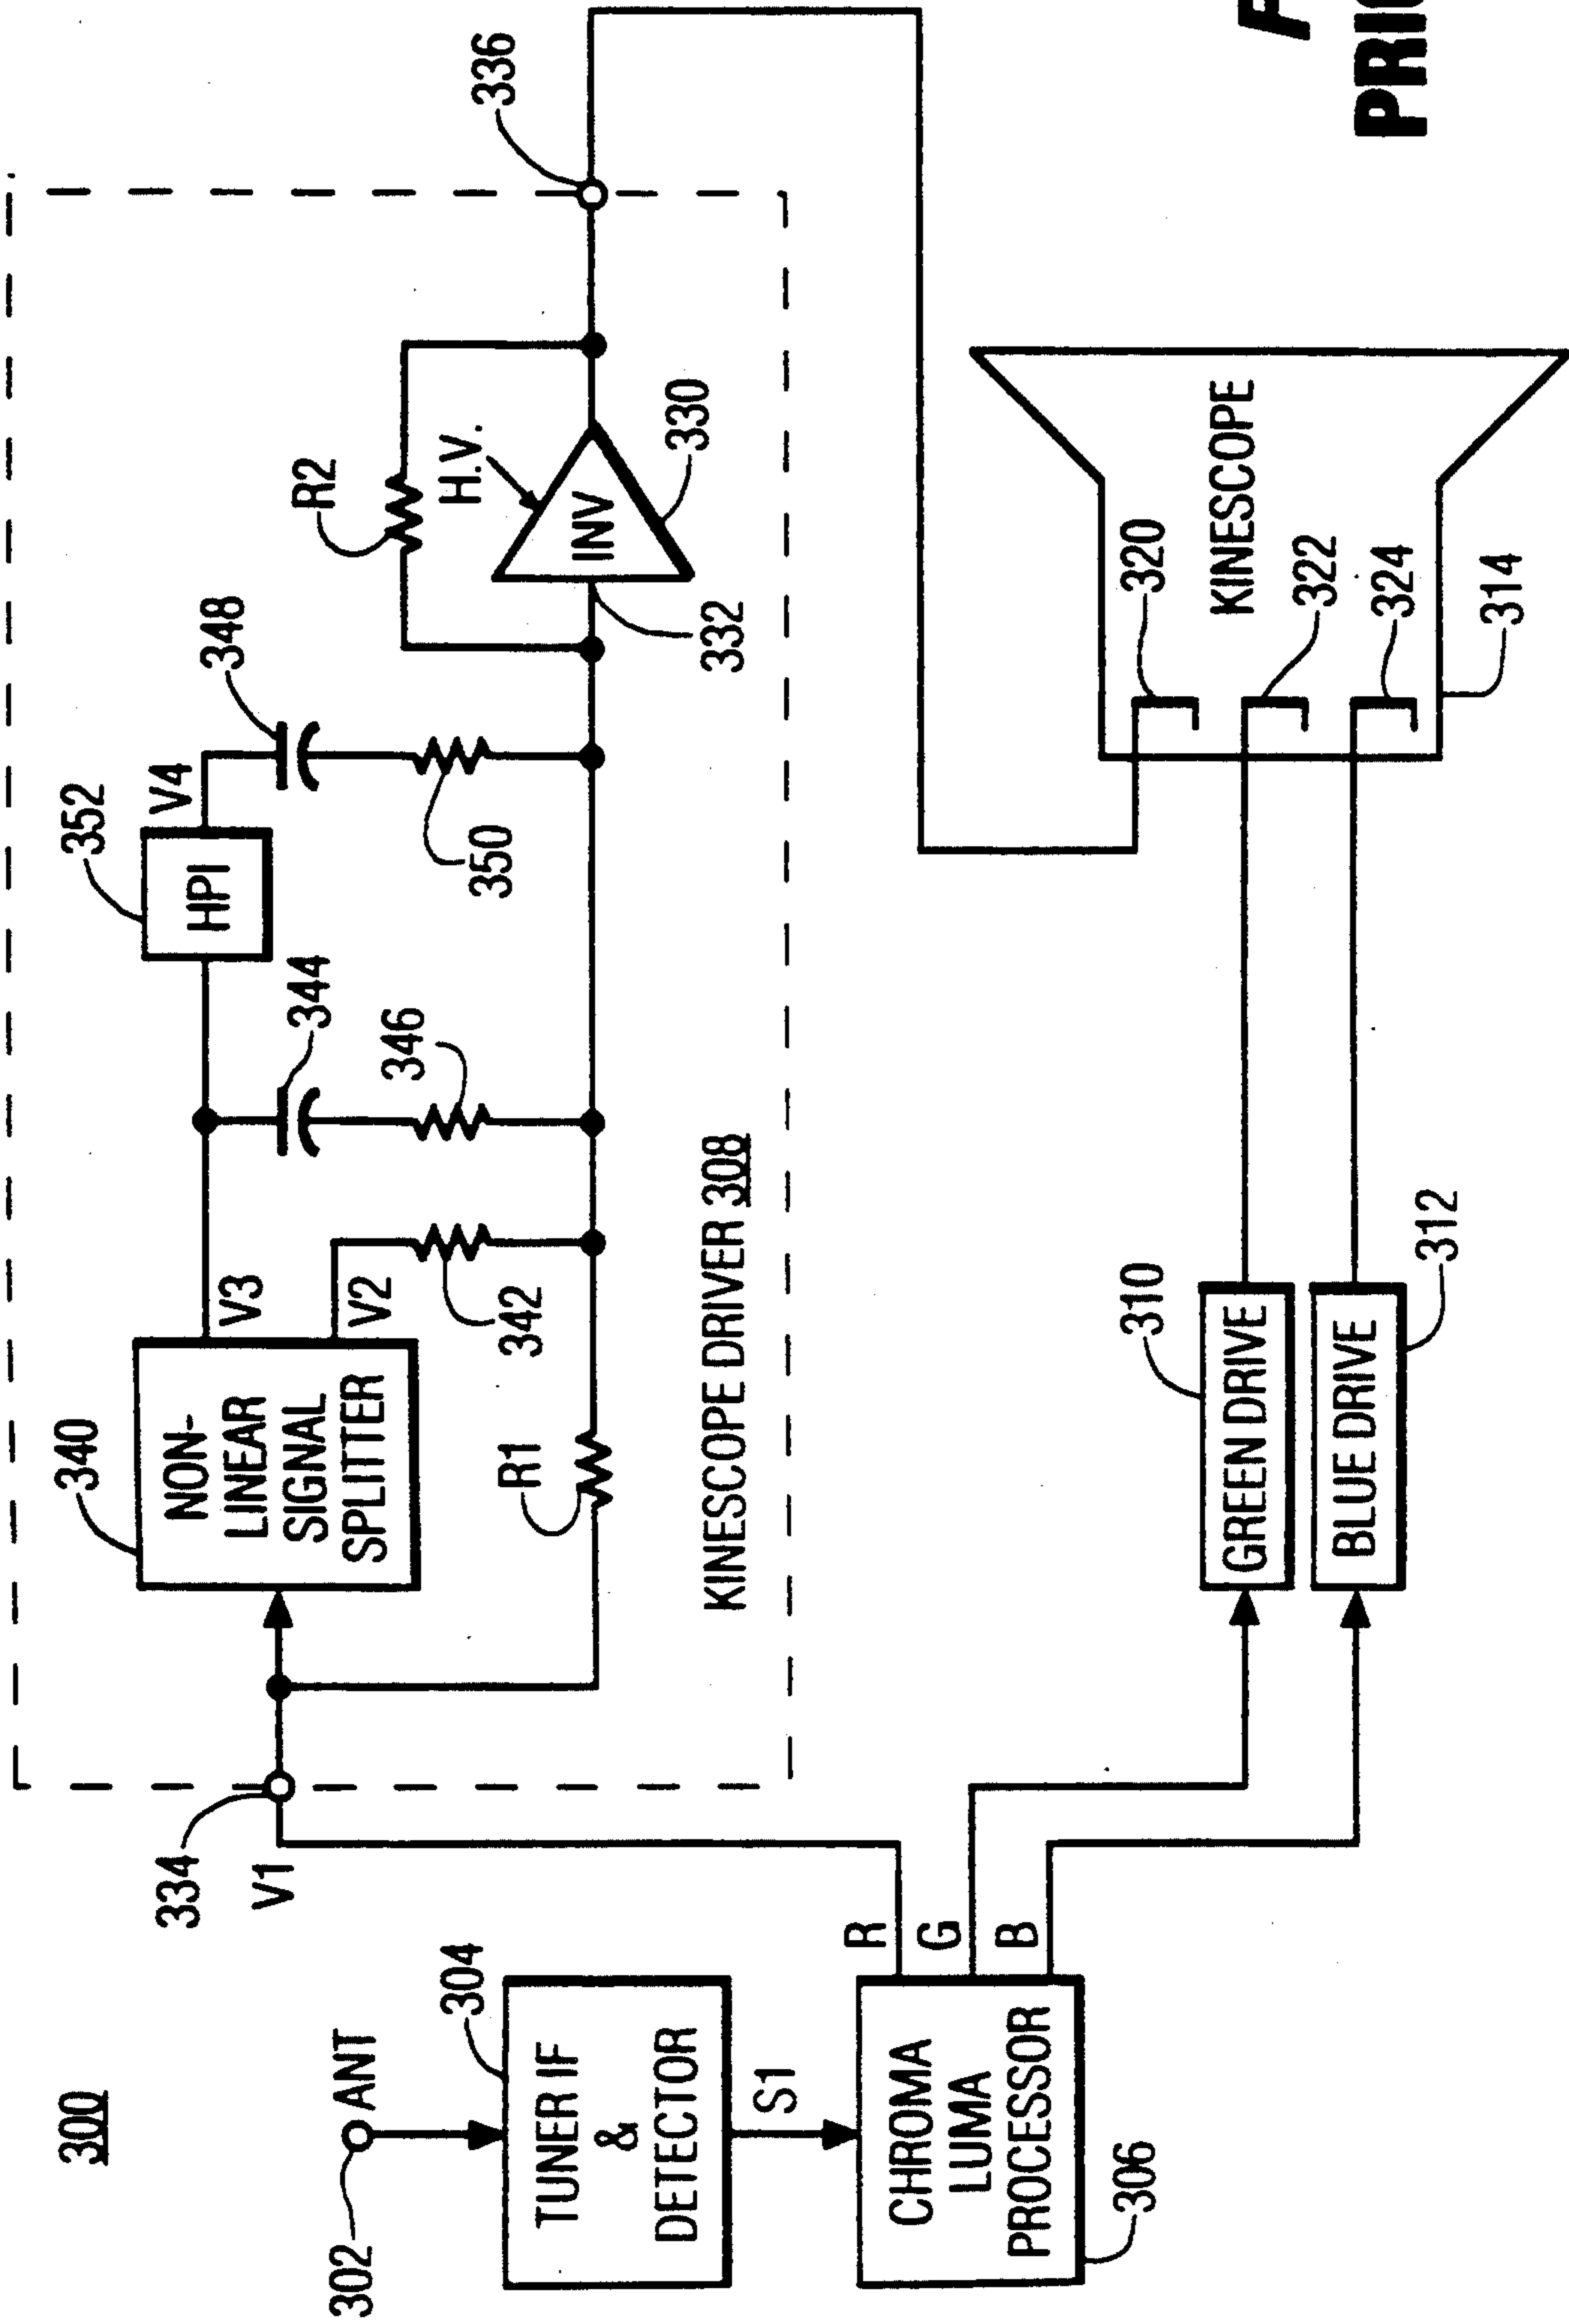 300
302
ANT
304
TUNER IF
&
DETECTOR
S1
CHROMA
LUMA
PROCESSOR
306
R
G
B
334
V1
340
NON-
LINEAR
SIGNAL
SPLITTER
V3
V2
342
R1
344
346
352
HPI
V4
348
350
R2
H.V.
INV
330
332
336
KINESCOPE DRIVER 308
310
GREEN DRIVE
BLUE DRIVE
312
320
KINESCOPE
322
324
314